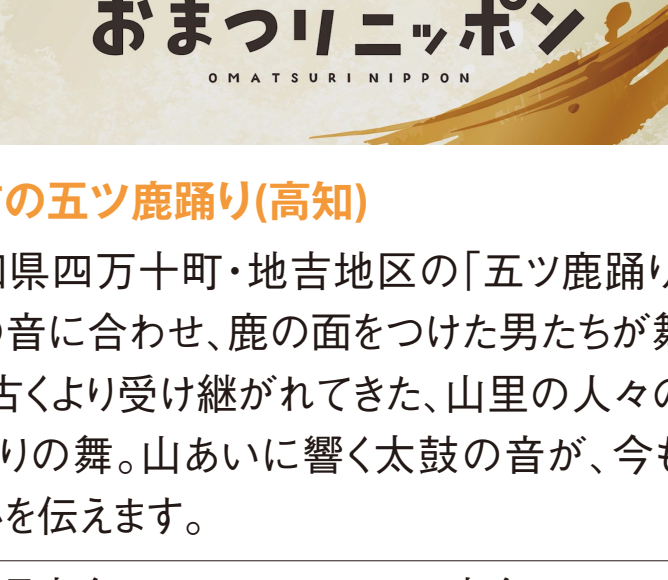 おまつりニッポン
OMATSURI NIPPON
の五ツ鹿踊り(高知)
県四万十町・地吉地区の「五ツ鹿踊り
音に合わせ、鹿の面をつけた男たちが舞
古くより受け継がれてきた、山里の人々の
りの舞。山あいに響く太鼓の音が、今も
を伝えます。